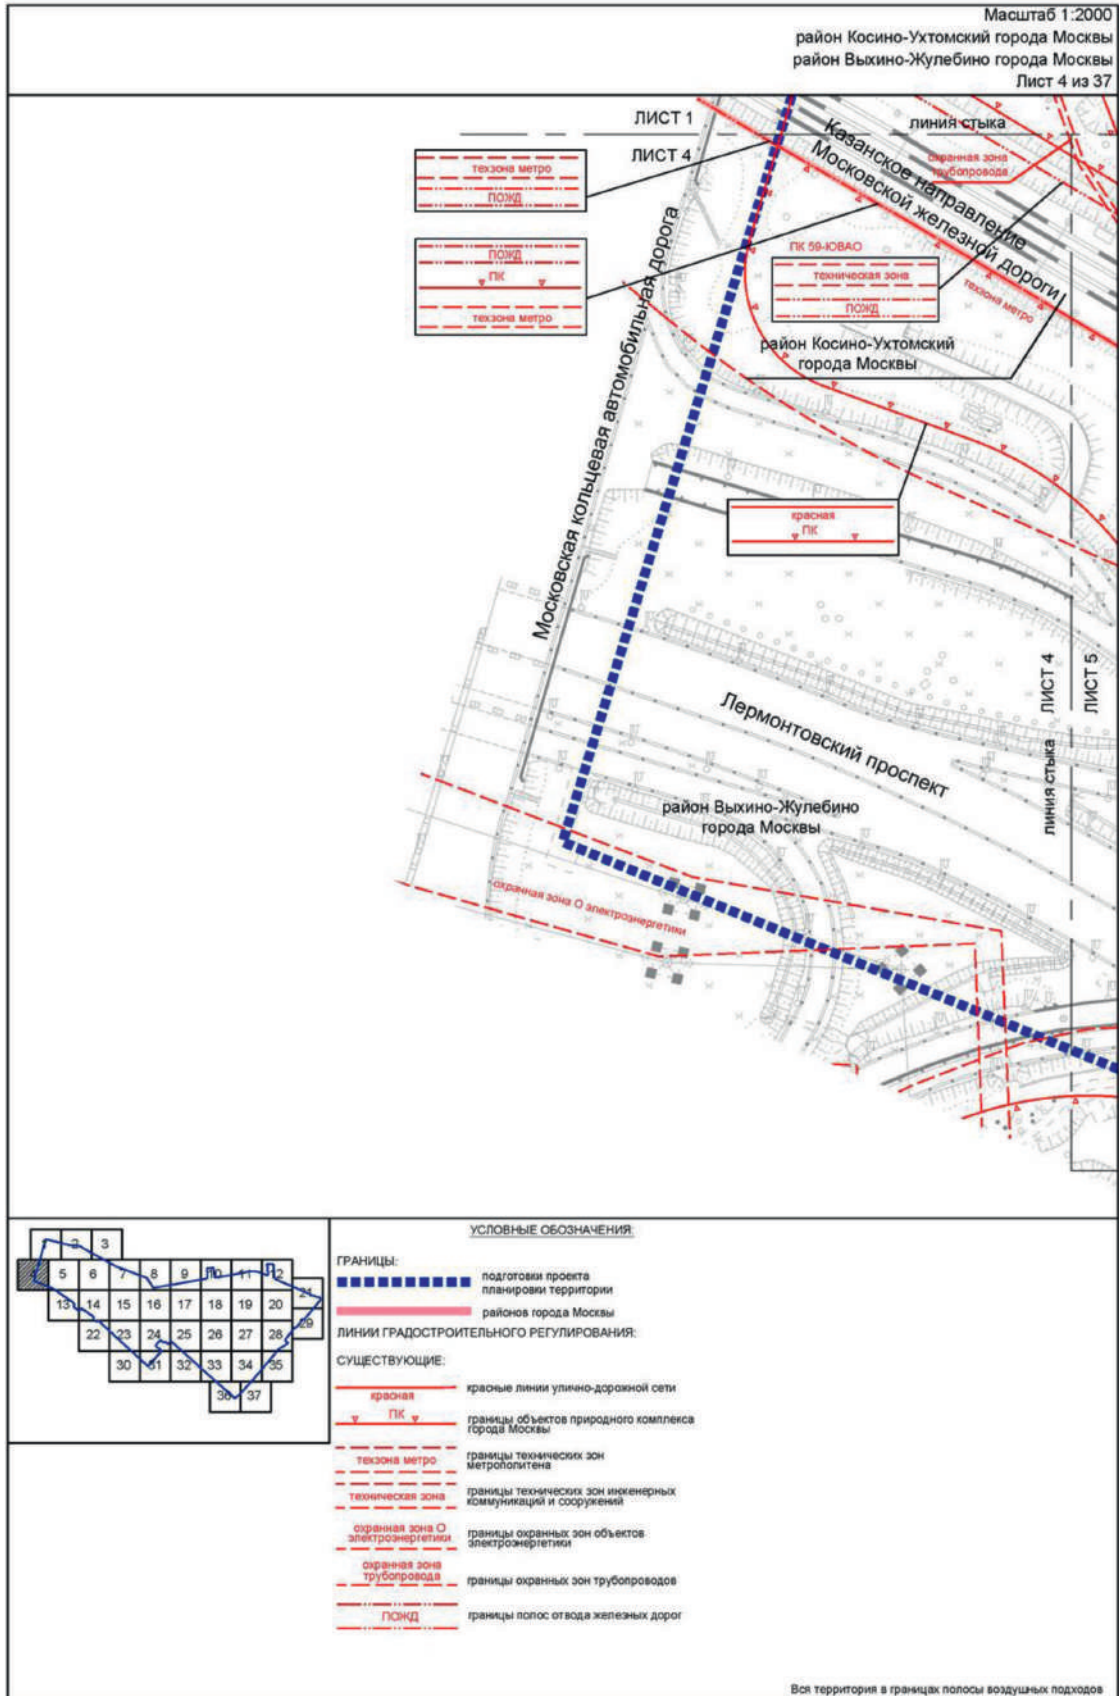 Масштаб 1:2000
район Косино-Ухтомский города Москвы
район Выхино-Жулебино города Москвы
Лист 4 из 37
ЛИСТ 1
ЛИСТ 4
линия стыка
Казанское направление
Московской железной дороги
охранная зона
трубопровода
техзона метро
ПОЖД
ПОЖД
ПК
техзона метро
ПК 59-ЮВАО
техническая зона
ПОЖД
техзона метро
район Косино-Ухтомский
города Москвы
Московская кольцевая автомобильная дорога
красная
ПК
ЛИСТ 4
ЛИСТ 5
линия стыка
Лермонтовский проспект
район Выхино-Жулебино
города Москвы
охранная зона О электроэнергетики
1 2 3
4 5 6 7 8 9 10 11 12
21
13 14 15 16 17 18 19 20
29
22 23 24 25 26 27 28
30 31 32 33 34 35
36 37
УСЛОВНЫЕ ОБОЗНАЧЕНИЯ:
ГРАНИЦЫ:
подготовки проекта
планировки территории
районов города Москвы
ЛИНИИ ГРАДОСТРОИТЕЛЬНОГО РЕГУЛИРОВАНИЯ:
СУЩЕСТВУЮЩИЕ:
красная
красные линии улично-дорожной сети
ПК
границы объектов природного комплекса
города Москвы
техзона метро
границы технических зон
метрополитена
техническая зона
границы технических зон инженерных
коммуникаций и сооружений
охранная зона О
электроэнергетики
границы охранных зон объектов
электроэнергетики
охранная зона
трубопровода
границы охранных зон трубопроводов
ПОЖД
границы полос отвода железных дорог
Вся территория в границах полосы воздушных подходов